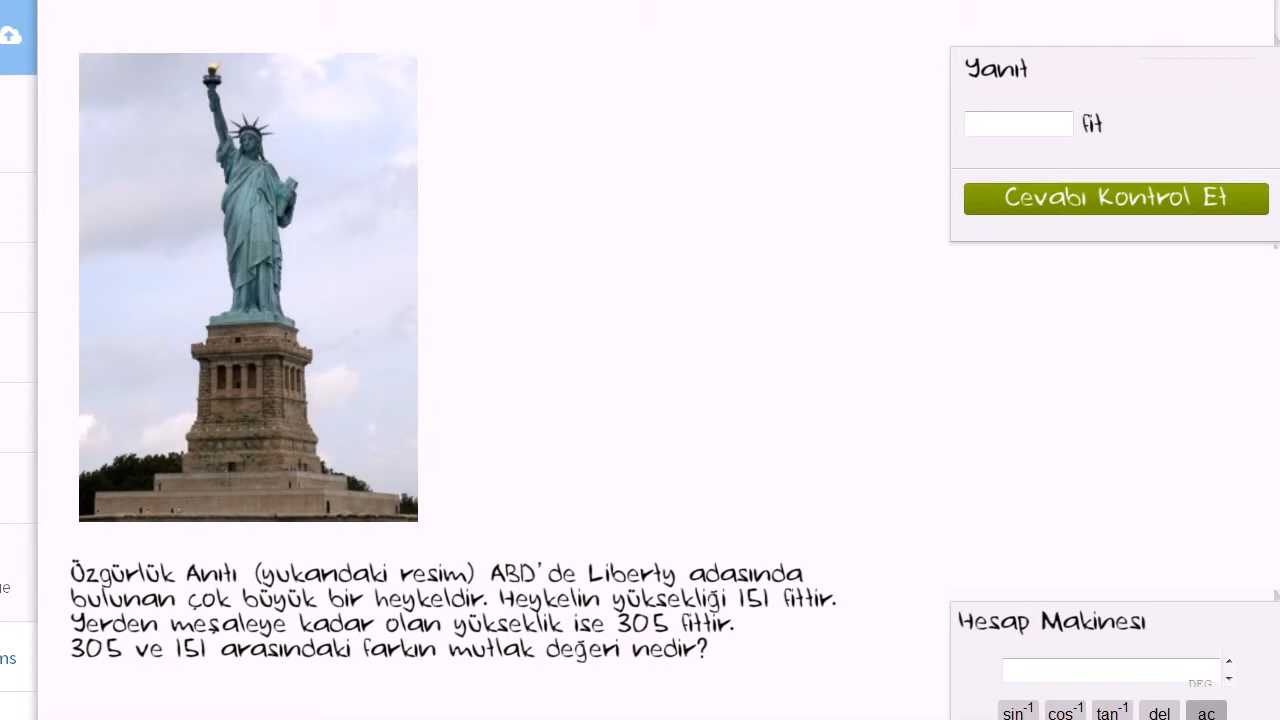 Yanıt
fit
Cevabı Kontrol Et
Özgürlük Anıtı (yukarıdaki resim) ABD'de Liberty adasında
bulunan çok büyük bir heykeldir. Heykelin yüksekliği 151 fittir.
Yerden meşaleye kadar olan yükseklik ise 305 fittir.
305 ve 151 arasındaki farkın mutlak değeri nedir?
Hesap Makinesı
DEG
sin-1 cos-1 tan-1 del ac